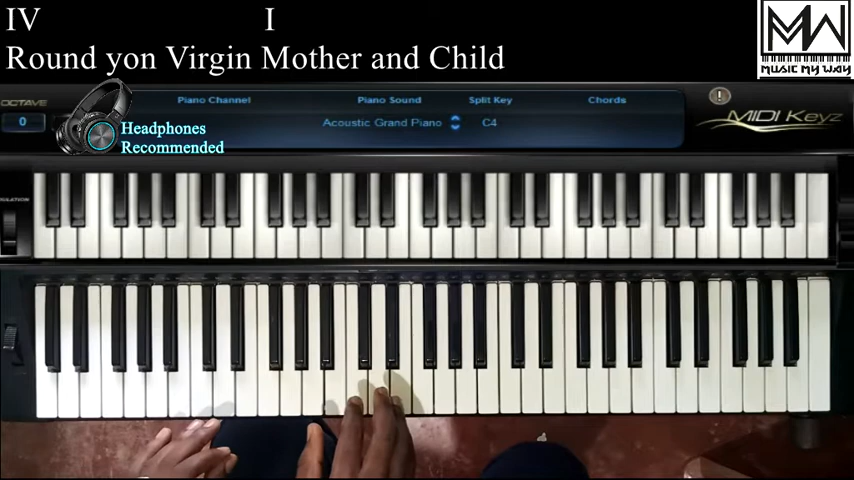 IV I
Round yon Virgin Mother and Child
MW
MUSIC MY WAY
OCTAVE Piano Channel Piano Sound Split Key Chords
0 Acoustic Grand Piano C4
MIDI Keyz
Headphones
Recommended